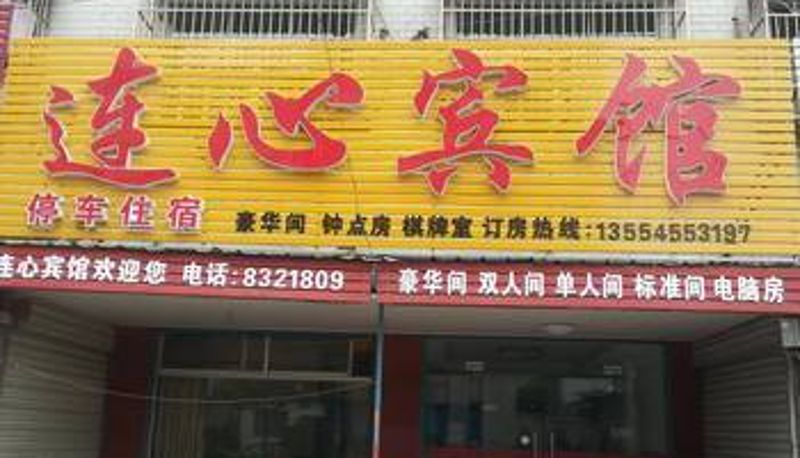 连心宾馆
停车住宿 豪华间 钟点房 棋牌室 订房热线:13554553197
连心宾馆欢迎您 电话:8321809 豪华间 双人间 单人间 标准间 电脑房